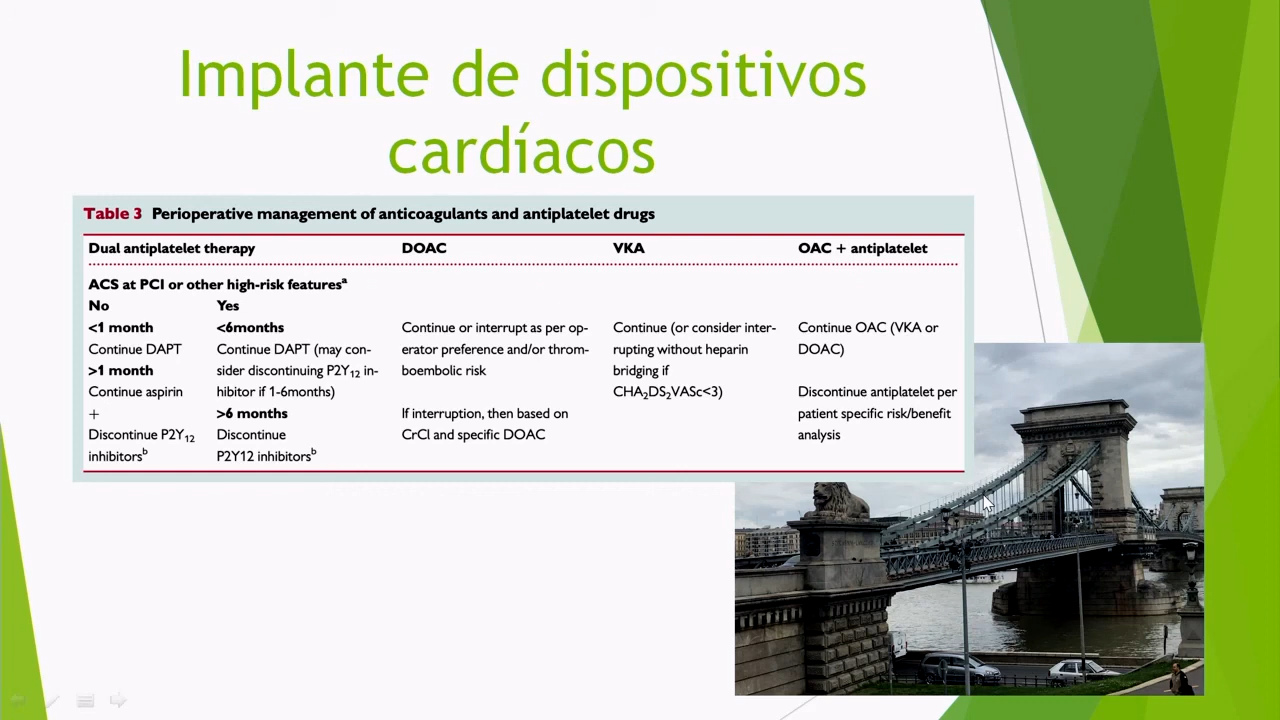 Implante de dispositivos
cardíacos
Table 3 Perioperative management of anticoagulants and antiplatelet drugs
Dual antiplatelet therapy DOAC VKA OAC + antiplatelet
ACS at PCI or other high-risk featuresᵃ
No Yes
<1 month <6months Continue or interrupt as per op- Continue (or consider inter- Continue OAC (VKA or
Continue DAPT Continue DAPT (may con- erator preference and/or throm- rupting without heparin DOAC)
>1 month sider discontinuing P2Y₁₂ in- boembolic risk bridging if
Continue aspirin hibitor if 1-6months) CHA₂DS₂VASc<3) Discontinue antiplatelet per
+ >6 months If interruption, then based on patient specific risk/benefit
Discontinue P2Y₁₂ Discontinue CrCl and specific DOAC analysis
inhibitorsᵇ P2Y12 inhibitorsᵇ